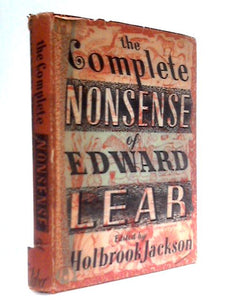 the
Complete
NONSENSE
of
EDWARD
LEAR
Edited by
Holbrook Jackson
the Complete
NONSENSE